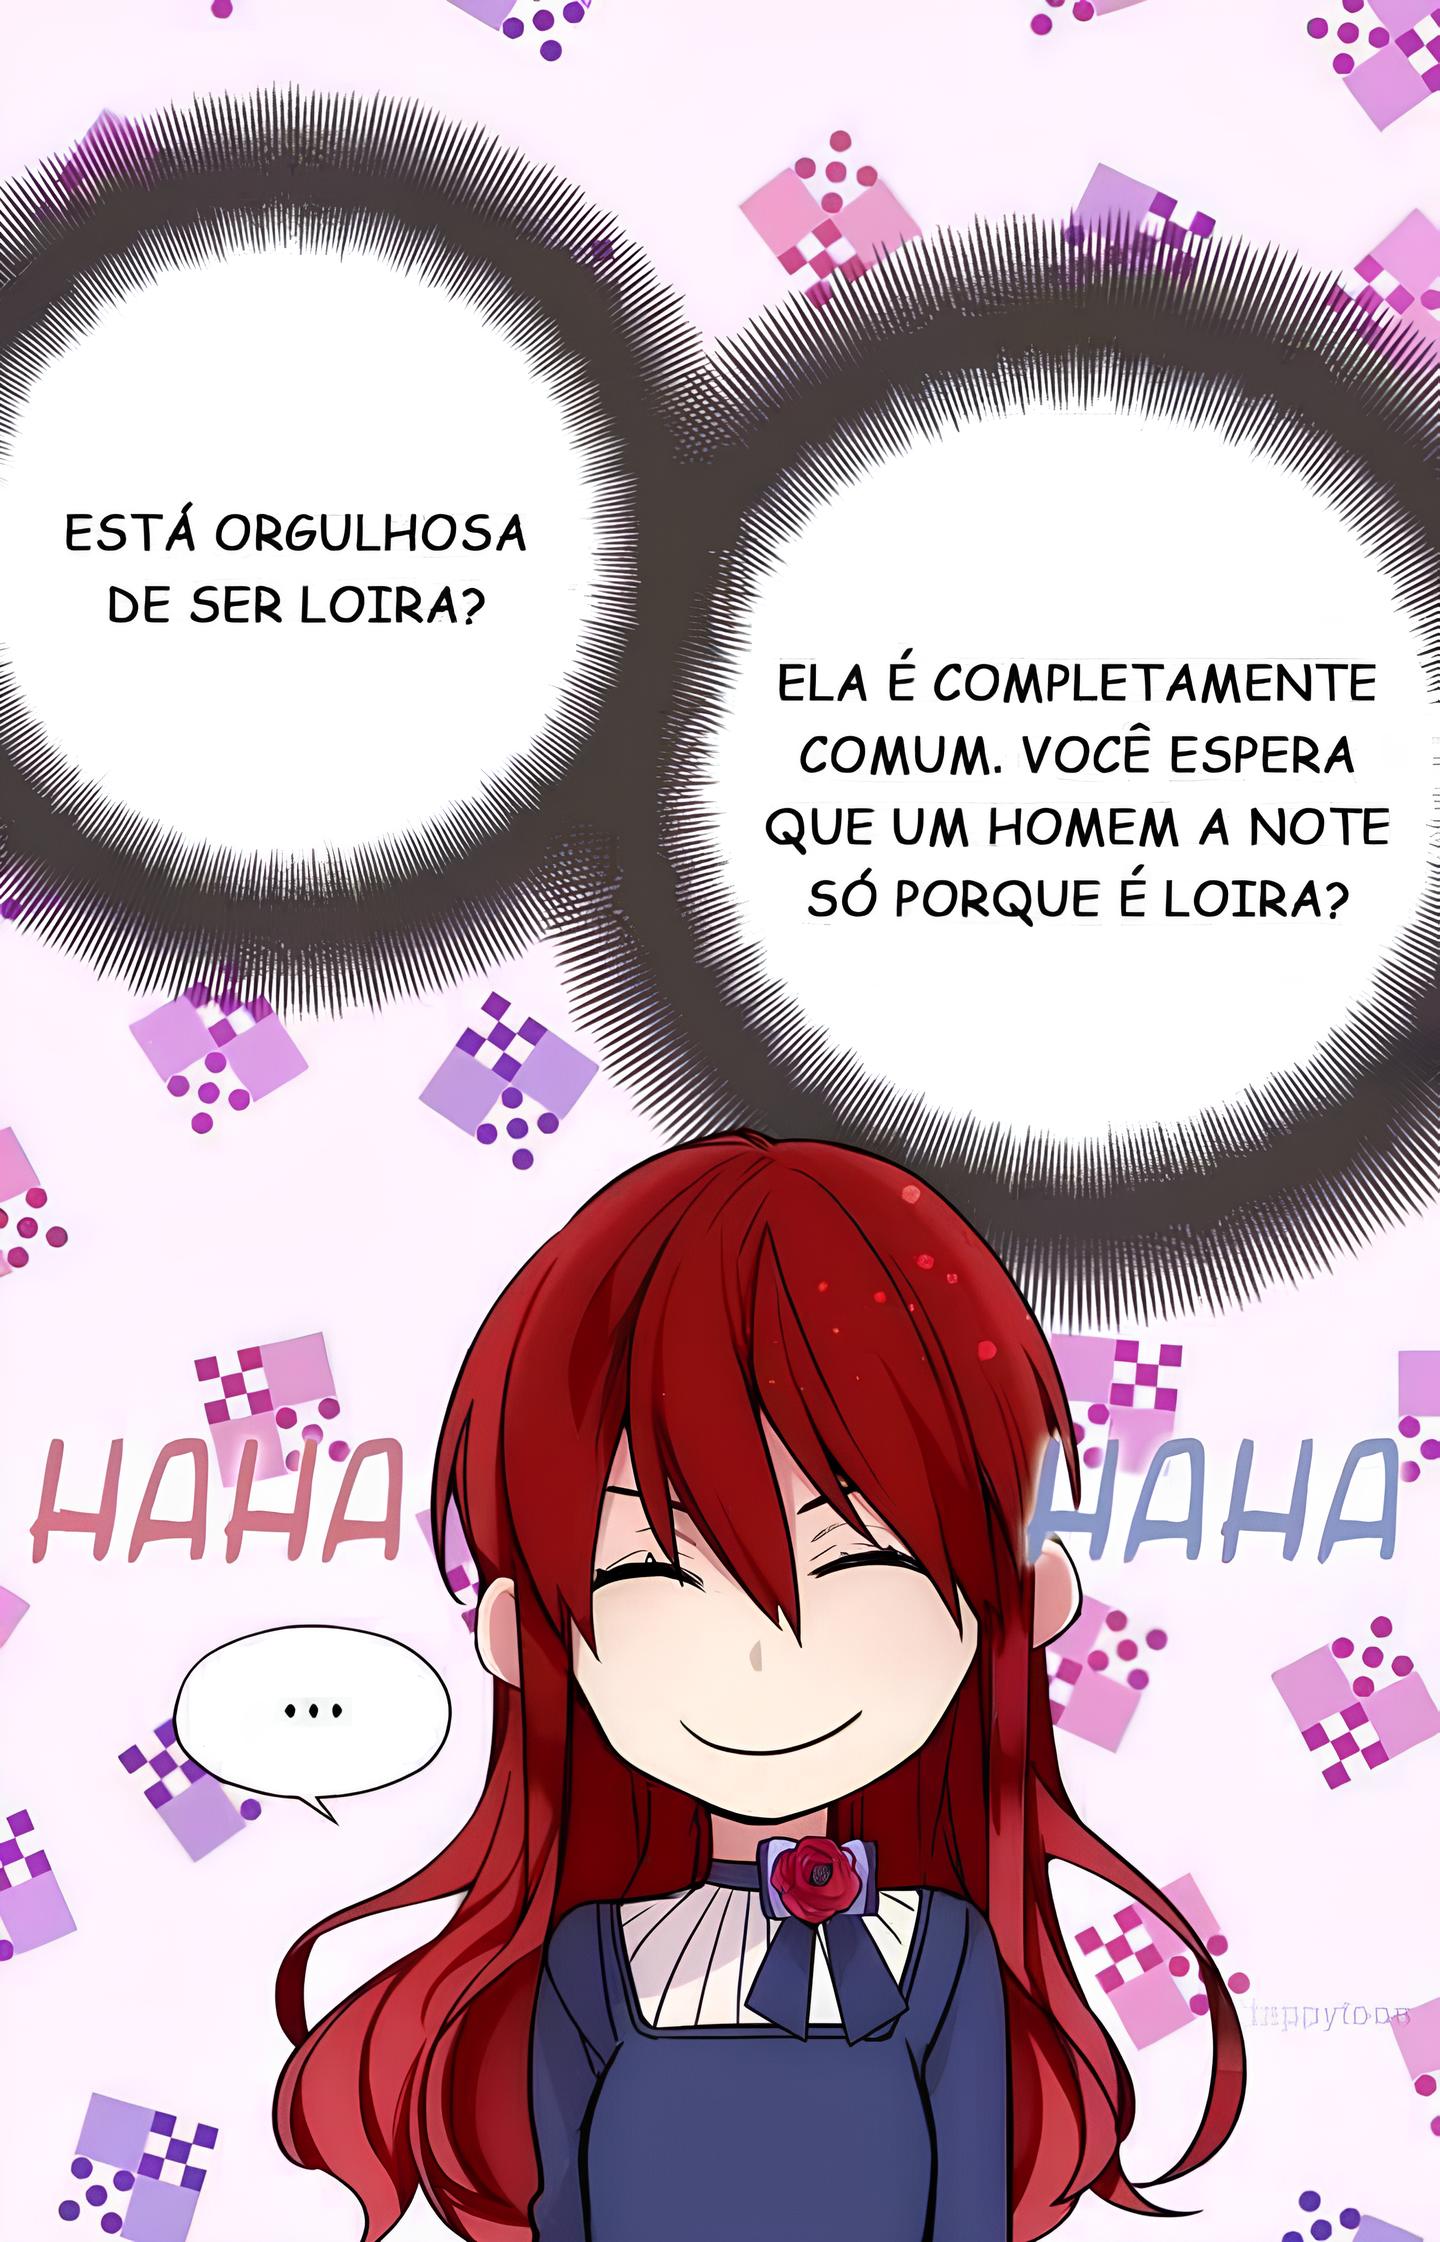 ESTÁ ORGULHOSA
DE SER LOIRA?
ELA É COMPLETAMENTE
COMUM. VOCÊ ESPERA
QUE UM HOMEM A NOTE
SÓ PORQUE É LOIRA?
HAHA
HAHA
...